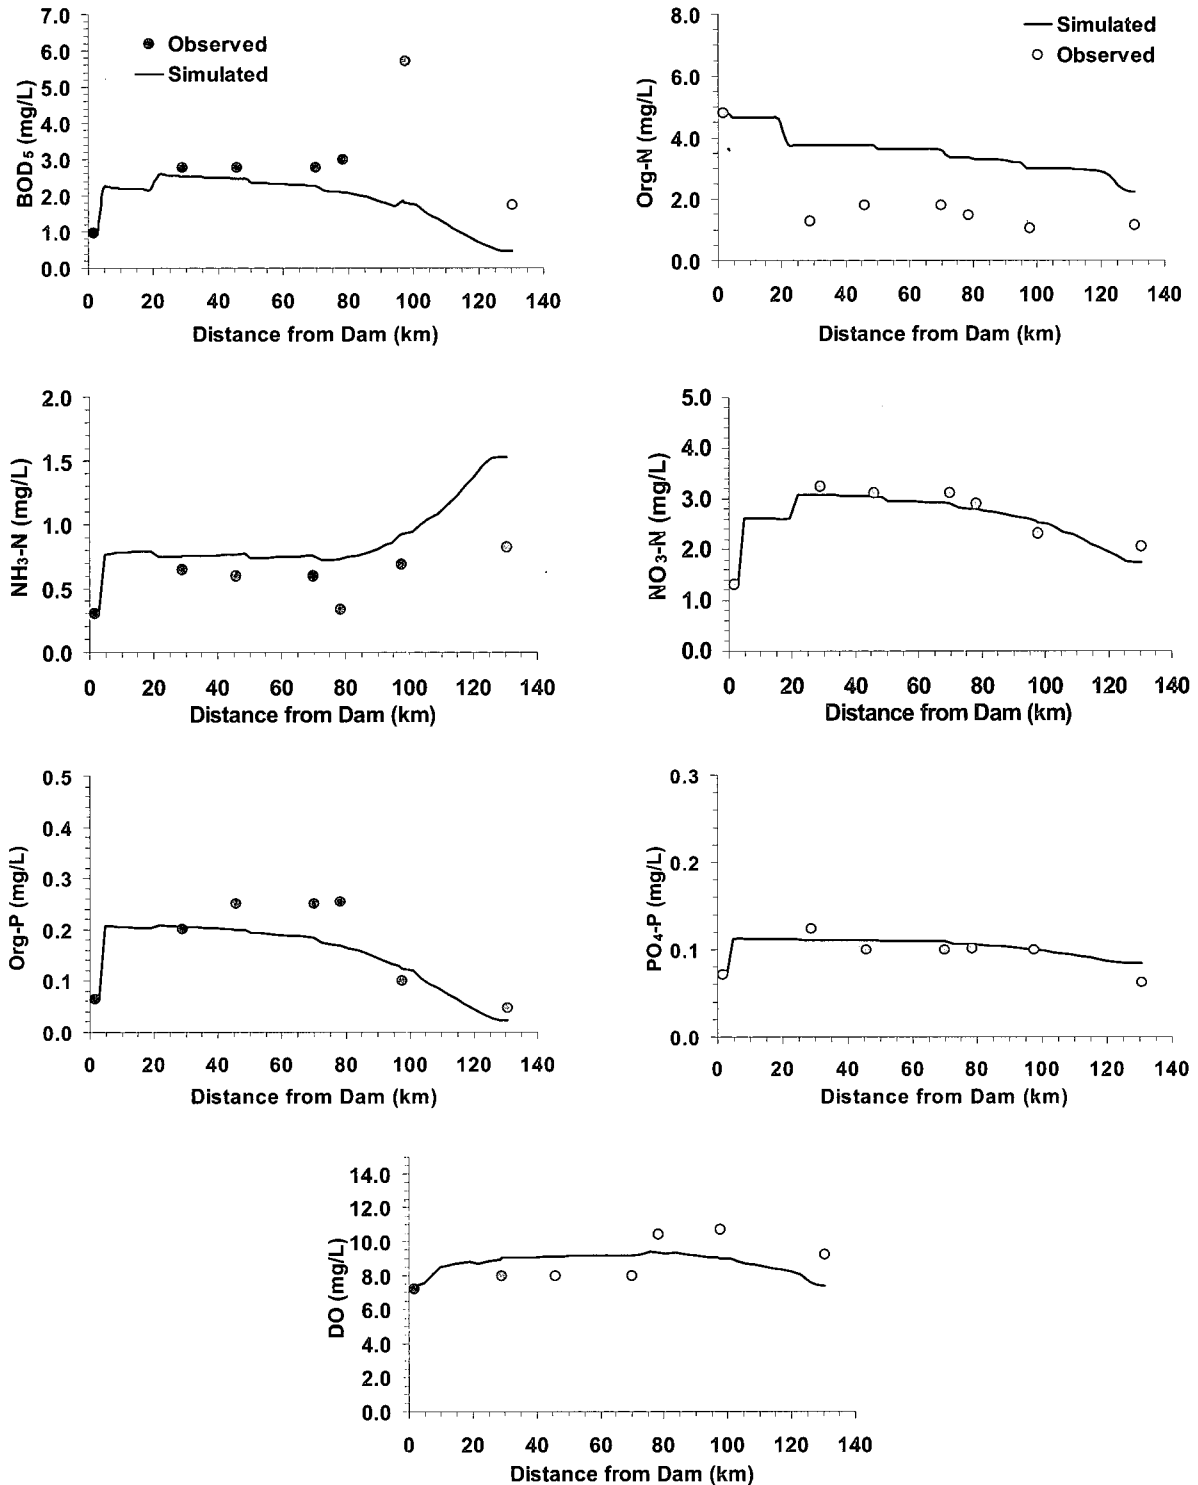 7.0
6.0
5.0
4.0
3.0
2.0
1.0
0.0
BOD₅ (mg/L)
Observed
Simulated
0 20 40 60 80 100 120 140
Distance from Dam (km)
8.0
6.0
4.0
2.0
0.0
Org-N (mg/L)
Simulated
Observed
0 20 40 60 80 100 120 140
Distance from Dam (km)
2.0
1.5
1.0
0.5
0.0
NH₃-N (mg/L)
0 20 40 60 80 100 120 140
Distance from Dam (km)
5.0
4.0
3.0
2.0
1.0
0.0
NO₃-N (mg/L)
0 20 40 60 80 100 120 140
Distance from Dam (km)
0.5
0.4
0.3
0.2
0.1
0.0
Org-P (mg/L)
0 20 40 60 80 100 120 140
Distance from Dam (km)
0.3
0.2
0.1
0.0
PO₄-P (mg/L)
0 20 40 60 80 100 120 140
Distance from Dam (km)
14.0
12.0
10.0
8.0
6.0
4.0
2.0
0.0
DO (mg/L)
0 20 40 60 80 100 120 140
Distance from Dam (km)